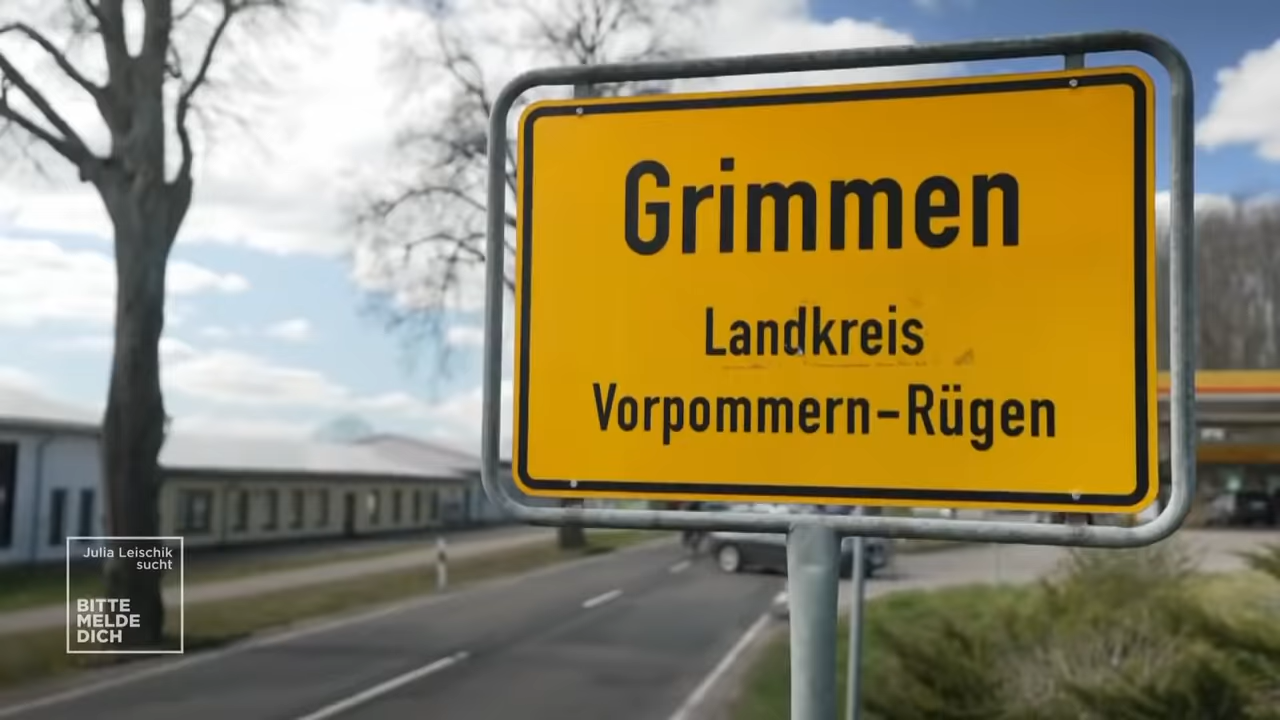 Grimmen
Landkreis
Vorpommern-Rügen
Julia Leischik
sucht
BITTE
MELDE
DICH